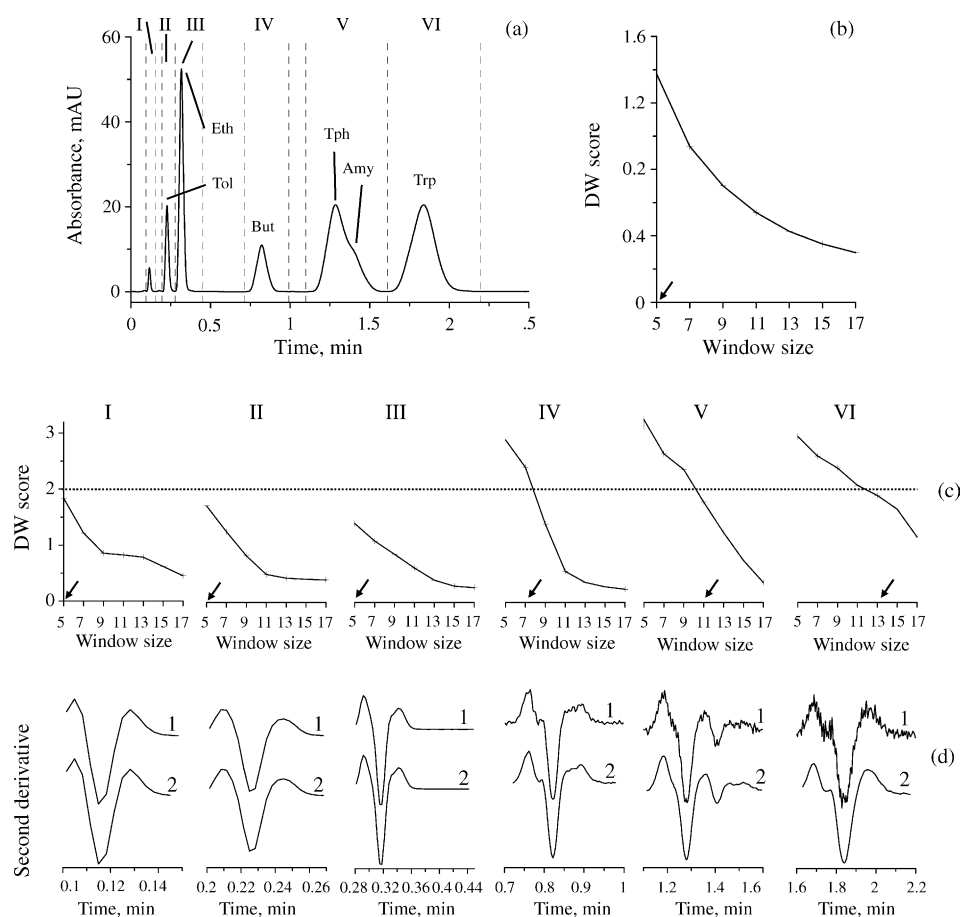 I II III IV V VI
(a)
60
40
20
0
Absorbance, mAU
Eth
Tol
But
Tph
Amy
Trp
0 0.5 1 1.5 2 .5
Time, min
(b)
1.6
1.2
0.2
0.4
0
DW score
5 7 9 11 13 15 17
Window size
I II III IV V VI
3
2
1
0
DW score
(c)
5 7 9 11 13 15 17
Window size
5 7 9 11 13 15 17
Window size
5 7 9 11 13 15 17
Window size
5 7 9 11 13 15 17
Window size
5 7 9 11 13 15 17
Window size
5 7 9 11 13 15 17
Window size
Second derivative
1 1 1 1 1 1
2 2 2 2 2 2
(d)
0.1 0.12 0.14
Time, min
0.2 0.22 0.24 0.26
Time, min
0.28 0.32 0.36 0.4 0.44
Time, min
0.7 0.8 0.9 1
Time, min
1.2 1.4 1.6
Time, min
1.6 1.8 2 2.2
Time, min